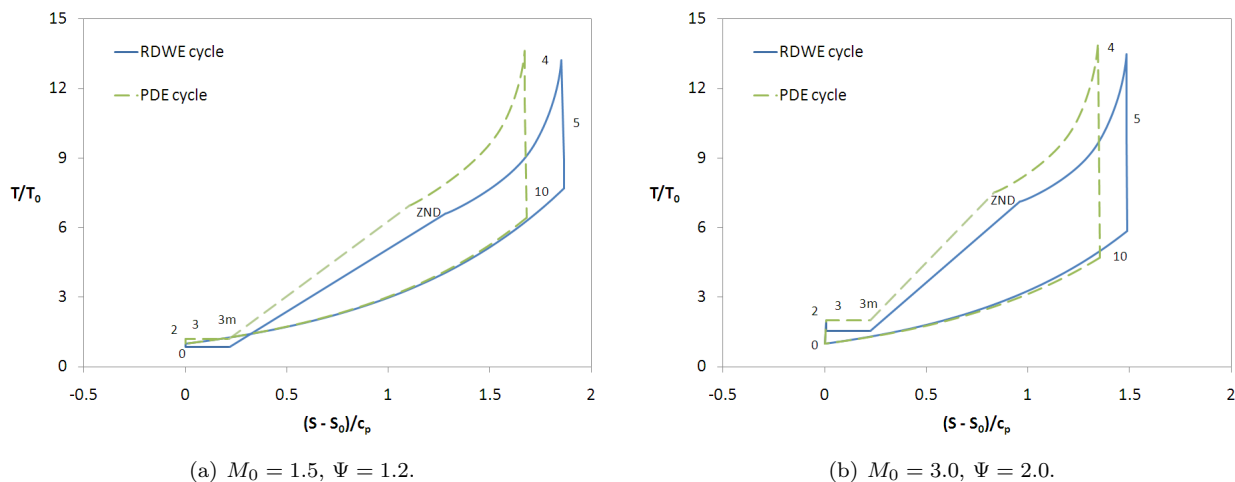 15
12
9
6
3
0
T/T0
RDWE cycle
PDE cycle
4
5
10
ZND
2 3 3m
0
-0.5 0 0.5 1 1.5 2
(S - S0)/cp
(a) M0 = 1.5, Ψ = 1.2.
15
12
9
6
3
0
T/T0
RDWE cycle
PDE cycle
4
5
ZND
10
2 3 3m
0
-0.5 0 0.5 1 1.5 2
(S - S0)/cp
(b) M0 = 3.0, Ψ = 2.0.